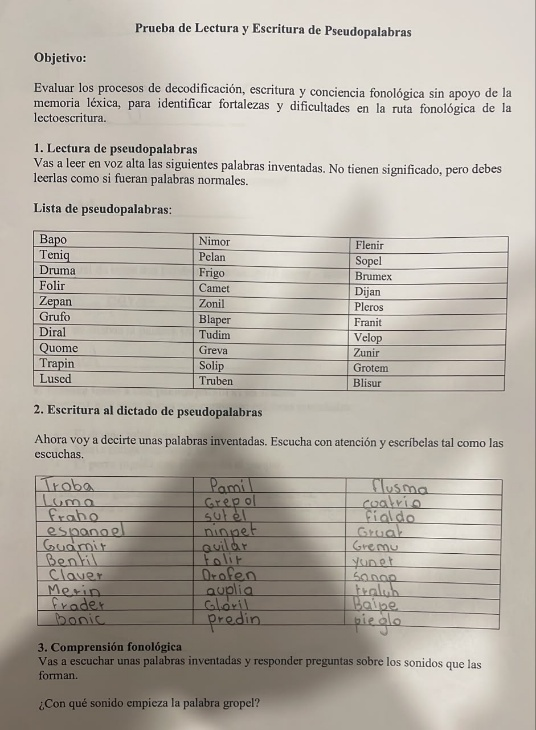 Prueba de Lectura y Escritura de Pseudopalabras
Objetivo:
Evaluar los procesos de decodificación, escritura y conciencia fonológica sin apoyo de la
memoria léxica, para identificar fortalezas y dificultades en la ruta fonológica de la
lectoescritura.
1. Lectura de pseudopalabras
Vas a leer en voz alta las siguientes palabras inventadas. No tienen significado, pero debes
leerlas como si fueran palabras normales.
Lista de pseudopalabras:
Bapo Nimor Flenir
Teniq Pelan Sopel
Druma Frigo Brumex
Folir Camet Dijan
Zepan Zonil Pleros
Grufo Blaper Franit
Diral Tudim Velop
Quome Greva Zunir
Trapin Solip Grotem
Lused Truben Blisur
2. Escritura al dictado de pseudopalabras
Ahora voy a decirte unas palabras inventadas. Escucha con atención y escríbelas tal como las
escuchas.
Troba Pamil flusma
Luma Grepol cuatrio
fraho sutel fialdo
espanoel ninpet Gruar
Guamir quilar Gremu
Bentil tolir yunet
Claver Drofen sanap
Merin auplia traluh
frader Gloril Baipe
bonic predin pieglo
3. Comprensión fonológica
Vas a escuchar unas palabras inventadas y responder preguntas sobre los sonidos que las
forman.
¿Con qué sonido empieza la palabra gropel?